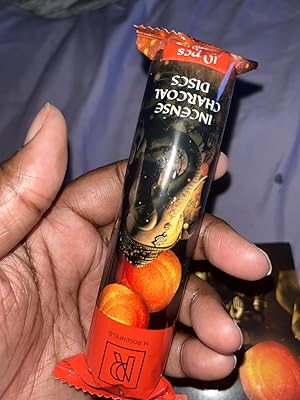 10 pcs
INCENSE
CHARCOAL
DISCS
R
M. ROSENFELD